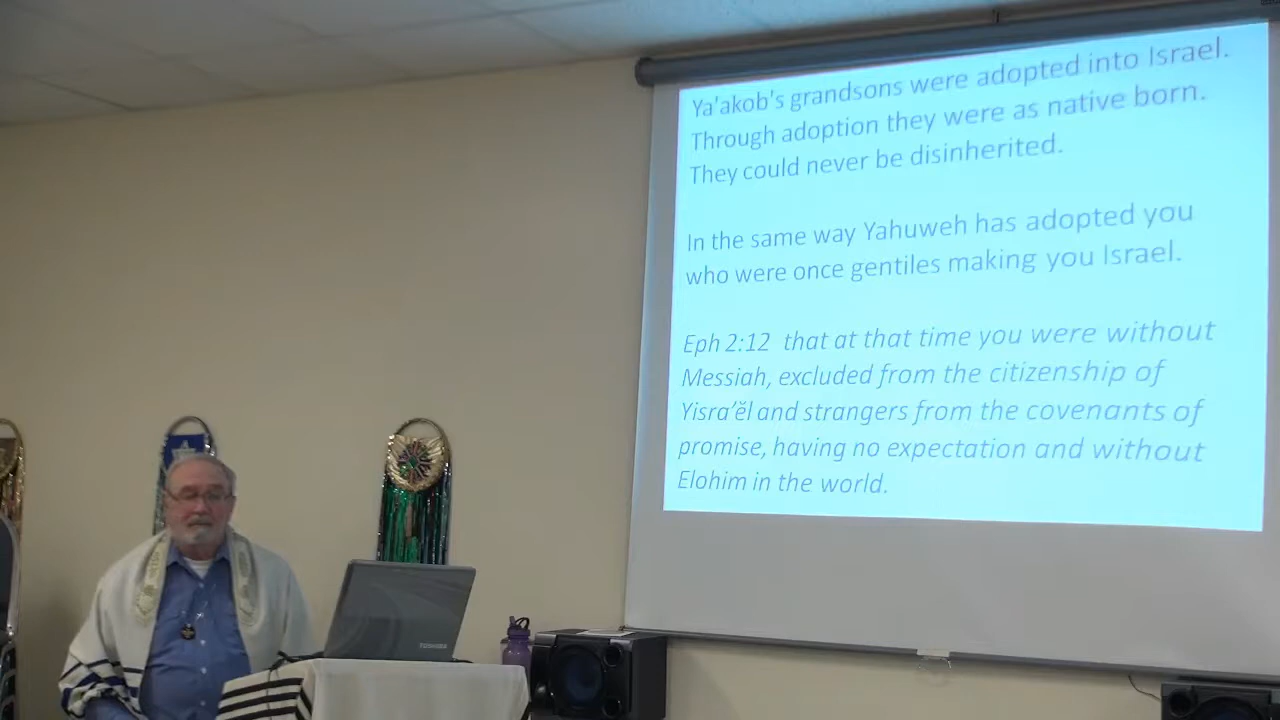 Ya'akob's grandsons were adopted into Israel.
Through adoption they were as native born.
They could never be disinherited.
In the same way Yahuweh has adopted you
who were once gentiles making you Israel.
Eph 2:12 that at that time you were without
Messiah, excluded from the citizenship of
Yisra’ĕl and strangers from the covenants of
promise, having no expectation and without
Elohim in the world.
TOSHIBA